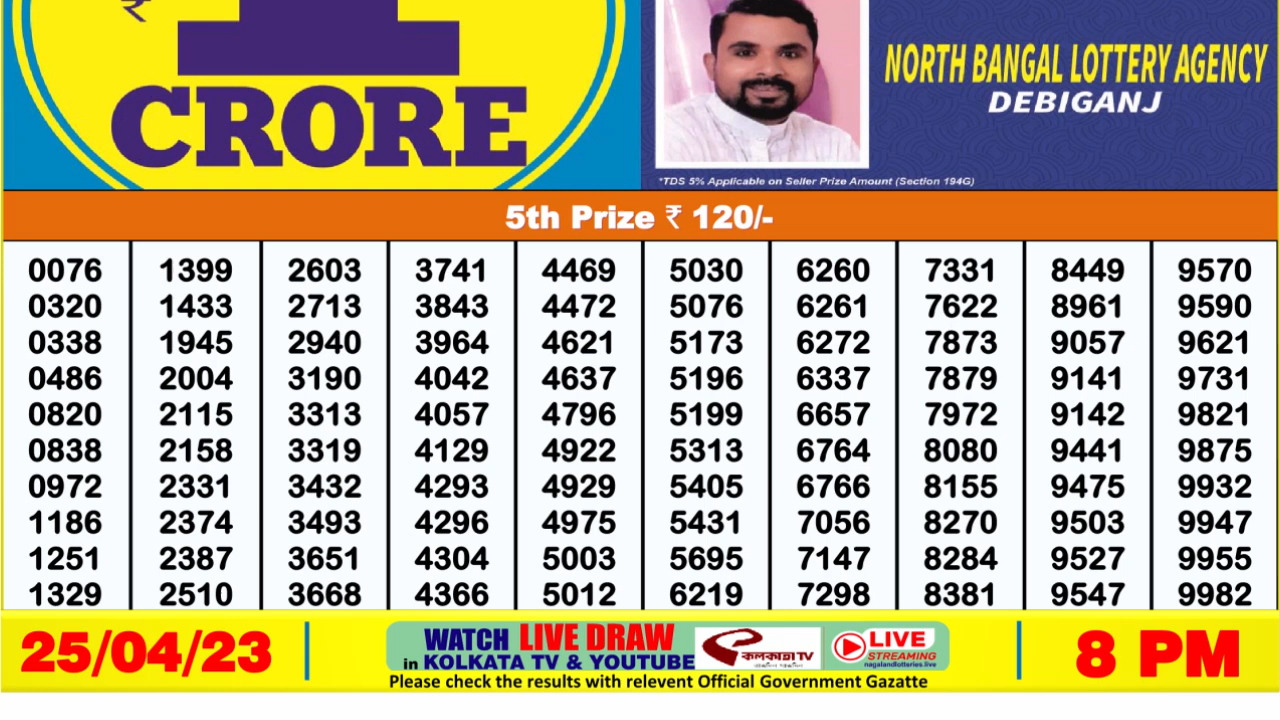 ₹ 1
CRORE
NORTH BANGAL LOTTERY AGENCY
DEBIGANJ
*TDS 5% Applicable on Seller Prize Amount (Section 194G)
5th Prize ₹ 120/-
0076 1399 2603 3741 4469 5030 6260 7331 8449 9570
0320 1433 2713 3843 4472 5076 6261 7622 8961 9590
0338 1945 2940 3964 4621 5173 6272 7873 9057 9621
0486 2004 3190 4042 4637 5196 6337 7879 9141 9731
0820 2115 3313 4057 4796 5199 6657 7972 9142 9821
0838 2158 3319 4129 4922 5313 6764 8080 9441 9875
0972 2331 3432 4293 4929 5405 6766 8155 9475 9932
1186 2374 3493 4296 4975 5431 7056 8270 9503 9947
1251 2387 3651 4304 5003 5695 7147 8284 9527 9955
1329 2510 3668 4366 5012 6219 7298 8381 9547 9982
25/04/23
WATCH LIVE DRAW
in KOLKATA TV & YOUTUBE
কলকাতা TV
LIVE
STREAMING
nagalandlotteries.live
8 PM
Please check the results with relevent Official Government Gazatte